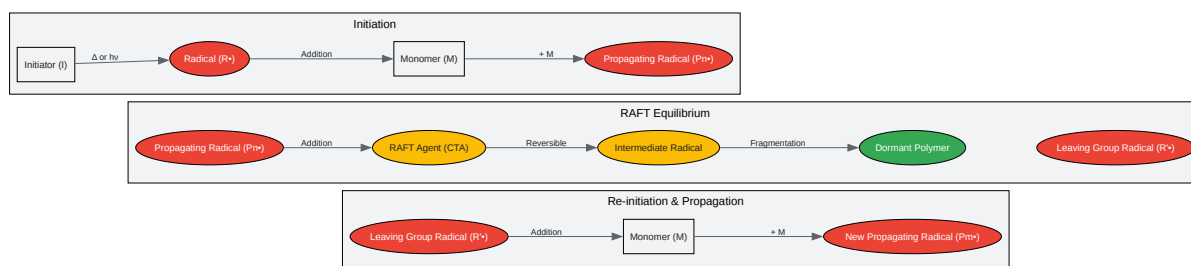 Initiation
Initiator (I)
Δ or hν
Radical (R•)
Addition
Monomer (M)
+ M
Propagating Radical (Pn•)
RAFT Equilibrium
Propagating Radical (Pn•)
Addition
RAFT Agent (CTA)
Reversible
Intermediate Radical
Fragmentation
Dormant Polymer
Leaving Group Radical (R'•)
Re-initiation & Propagation
Leaving Group Radical (R'•)
Addition
Monomer (M)
+ M
New Propagating Radical (Pm•)